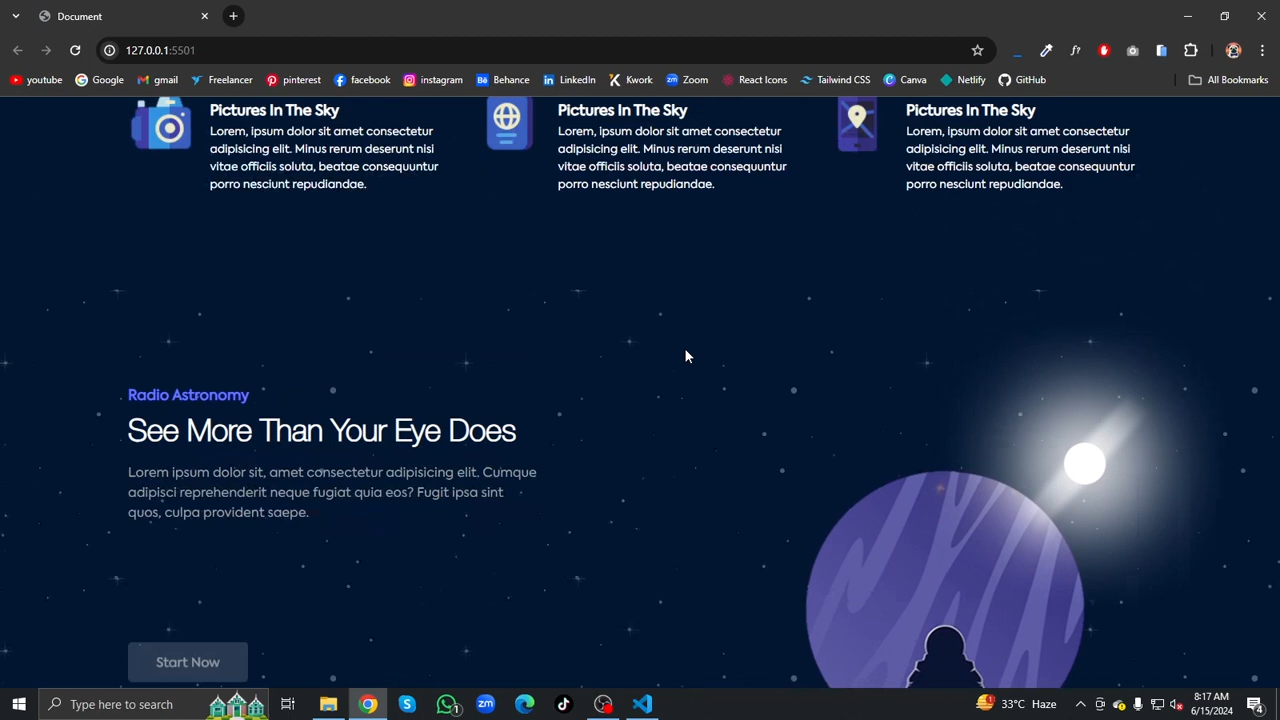 Document
127.0.0.1:5501
youtube
Google
gmail
Freelancer
pinterest
facebook
instagram
Behance
LinkedIn
Kwork
Zoom
React Icons
Tailwind CSS
Canva
Netlify
GitHub
All Bookmarks
Pictures In The Sky
Lorem, ipsum dolor sit amet consectetur
adipisicing elit. Minus rerum deserunt nisi
vitae officiis soluta, beatae consequuntur
porro nesciunt repudiandae.
Pictures In The Sky
Lorem, ipsum dolor sit amet consectetur
adipisicing elit. Minus rerum deserunt nisi
vitae officiis soluta, beatae consequuntur
porro nesciunt repudiandae.
Pictures In The Sky
Lorem, ipsum dolor sit amet consectetur
adipisicing elit. Minus rerum deserunt nisi
vitae officiis soluta, beatae consequuntur
porro nesciunt repudiandae.
Radio Astronomy
See More Than Your Eye Does
Lorem ipsum dolor sit, amet consectetur adipisicing elit. Cumque
adipisci reprehenderit neque fugiat quia eos? Fugit ipsa sint
quos, culpa provident saepe.
Start Now
Type here to search
33°C Haze
8:17 AM
6/15/2024